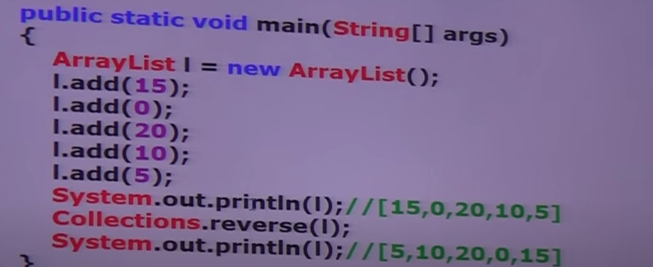 public static void main(String[] args)
{
ArrayList l = new ArrayList();
l.add(15);
l.add(0);
l.add(20);
l.add(10);
l.add(5);
System.out.println(l);//[15,0,20,10,5]
Collections.reverse(l);
System.out.println(l);//[5,10,20,0,15]
}